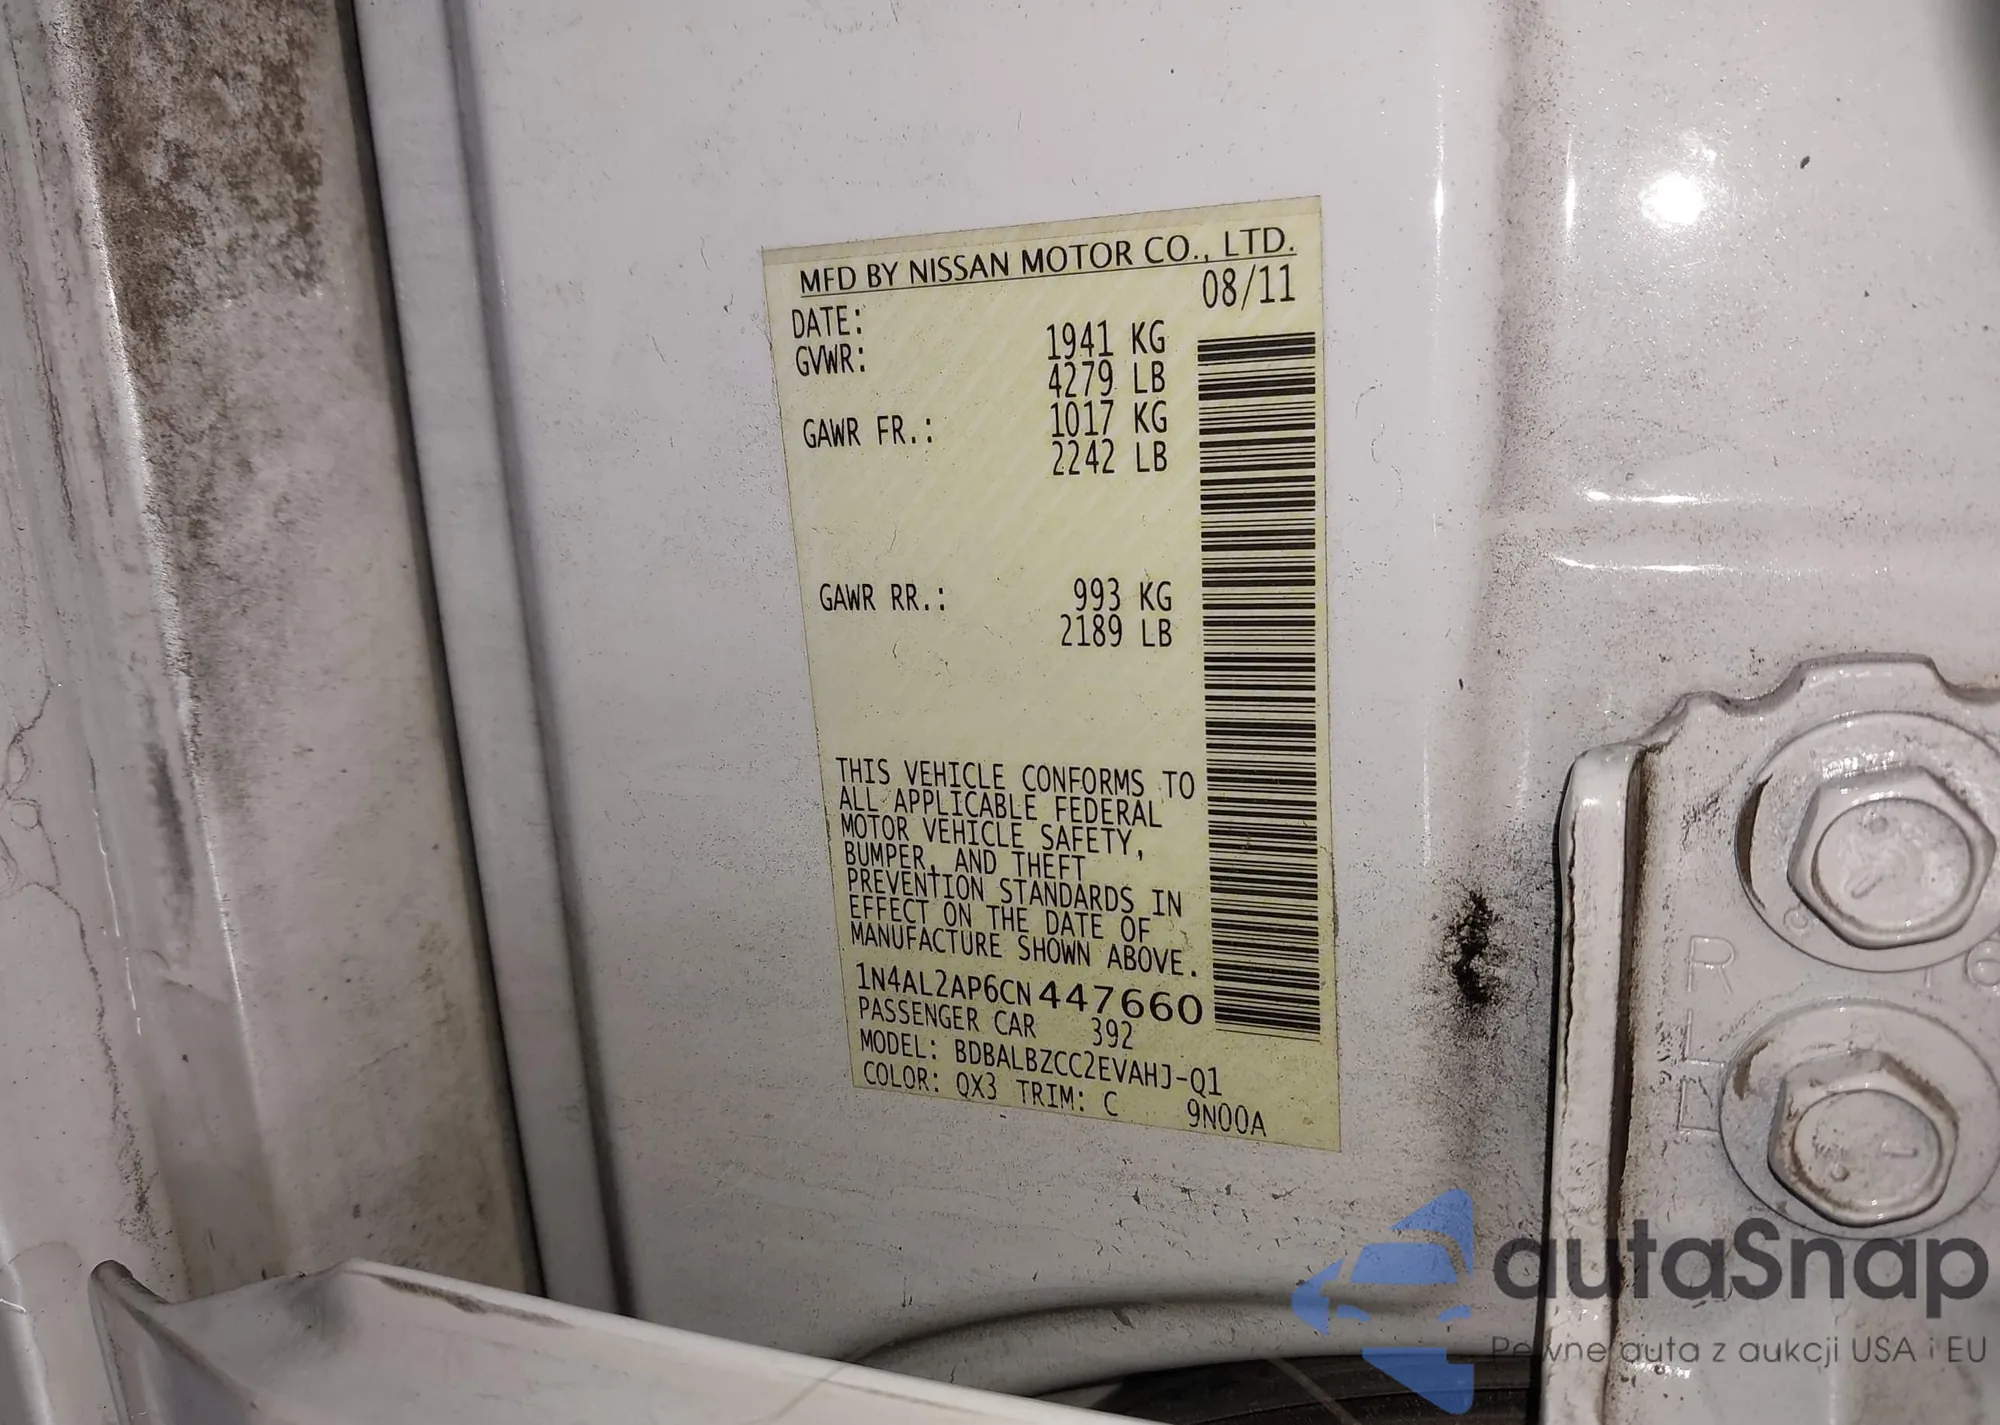 MFD BY NISSAN MOTOR CO., LTD.
DATE: 08/11
GVWR: 1941 KG
4279 LB
GAWR FR.: 1017 KG
2242 LB
GAWR RR.: 993 KG
2189 LB
THIS VEHICLE CONFORMS TO
ALL APPLICABLE FEDERAL
MOTOR VEHICLE SAFETY,
BUMPER, AND THEFT
PREVENTION STANDARDS IN
EFFECT ON THE DATE OF
MANUFACTURE SHOWN ABOVE.
1N4AL2AP6CN447660
PASSENGER CAR 392
MODEL: BDBALBZCC2EVAHJ-Q1
COLOR: QX3 TRIM: C 9N00A
autaSnap
Pewne auta z aukcji USA i EU